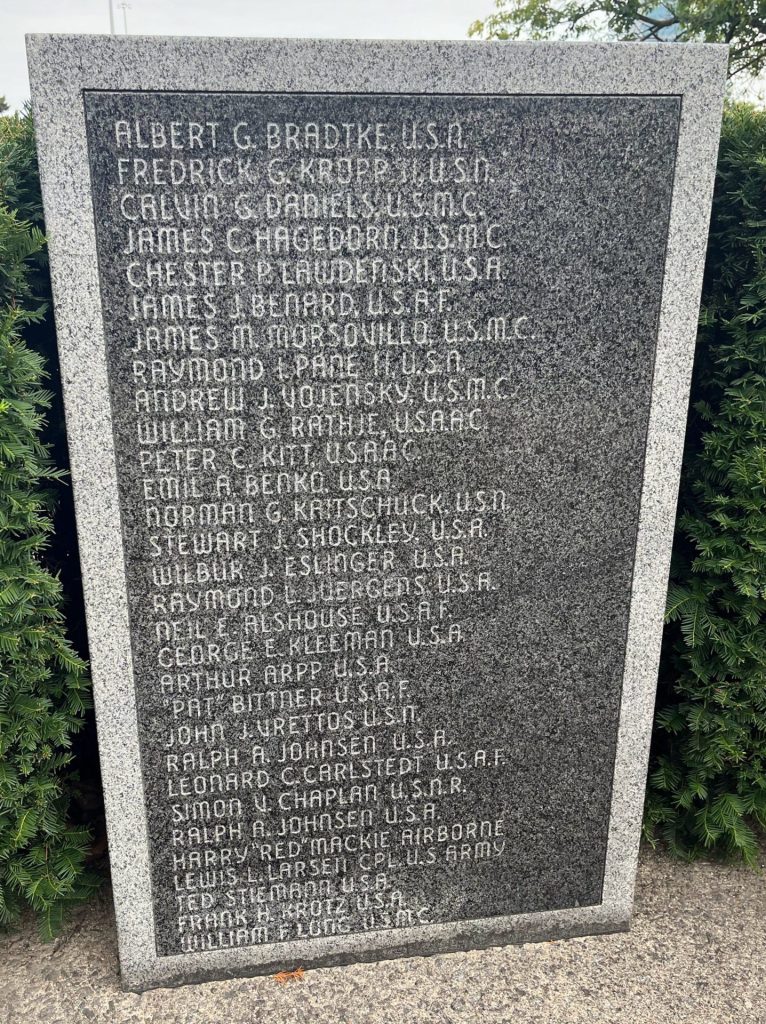 ALBERT G. BRADTKE, U.S.N.
FREDRICK G. KROPP II, U.S.N.
CALVIN G. DANIELS, U.S.M.C.
JAMES C. HAGEDORN, U.S.M.C
CHESTER P. LAWDENSKI, U.S.A.
JAMES J. BENARD, U.S.A.F.
JAMES M. MORSOVILLO, U.S.M.C.
RAYMOND I. PANE II, U.S.N.
ANDREW J. VOJENSKY, U.S.M.C.
WILLIAM G. RATHJE, U.S.A.A.C.
PETER C. KITT, U.S.A.A.C.
EMIL A. BENKO, U.S.A
NORMAN G. KAITSCHUCK, U.S.N.
STEWART J. SHOCKLEY, U.S.A.
WILBUR J. ESLINGER U.S.A.
RAYMOND L. JUERGENS, U.S.A.
NEIL E. ALSHOUSE U.S.A.F.
GEORGE E. KLEEMAN U.S.A.
ARTHUR ARPP U.S.A.
"PAT" BITTNER U.S.A.F.
JOHN J. VRETTOS U.S.N.
RALPH A. JOHNSEN U.S.A.
LEONARD C. CARLSTEDT U.S.A.F.
SIMON V. CHAPLAN U.S.N.R.
RALPH A. JOHNSEN U.S.A.
HARRY "RED" MACKIE AIRBORNE
LEWIS L. LARSEN CPL. U.S ARMY
TED STIEMANN U.S.A.
FRANK H. KROTZ U.S.A.
WILLIAM F. LONG U.S.M.C.